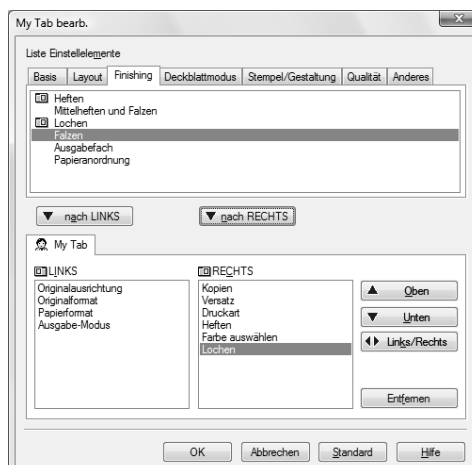 My Tab bearb.
Liste Einstellelemente
Basis Layout Finishing Deckblattmodus Stempel/Gestaltung Qualität Anderes
Heften
Mittelheften und Falzen
Lochen
Falzen
Ausgabefach
Papieranordnung
nach LINKS nach RECHTS
My Tab
LINKS
Originalausrichtung
Originalformat
Papierformat
Ausgabe-Modus
RECHTS
Kopien
Versatz
Druckart
Heften
Farbe auswählen
Lochen
Oben
Unten
Links/Rechts
Entfernen
OK Abbrechen Standard Hilfe